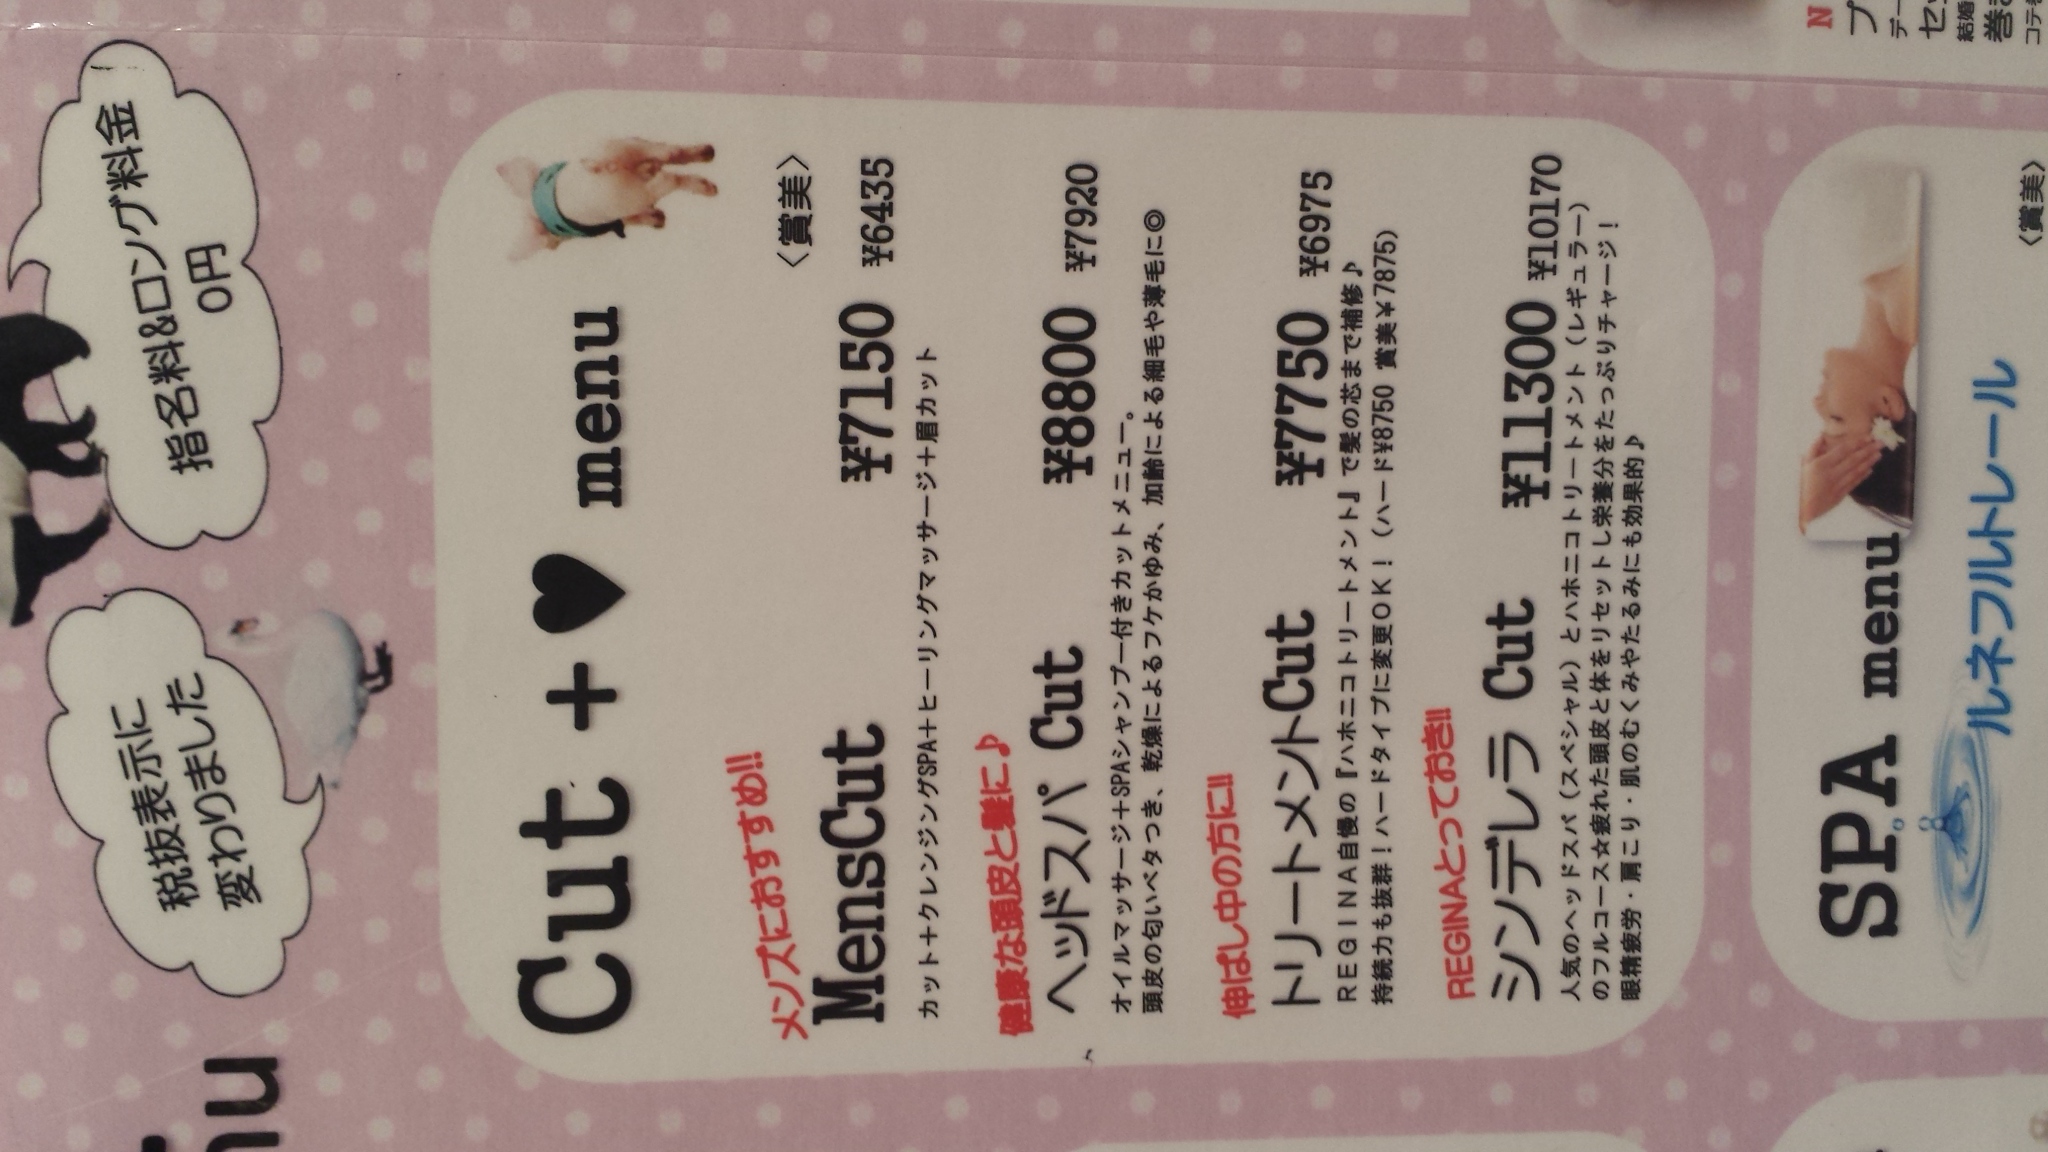 nu
税抜表示に
変わりました
指名料&ロング料金
0円
Cut + ♥ menu
〈賞美〉
メンズにおすすめ!!
MensCut ¥7150 ¥6435
カット+クレンジングSPA+ヒーリングマッサージ+眉カット
健康な頭皮と髪に♪
ヘッドスパ Cut ¥8800 ¥7920
オイルマッサージ+SPAシャンプー付きカットメニュー。
頭皮の匂いベタつき、乾燥によるフケかゆみ、加齢による細毛や薄毛に◎
伸ばし中の方に!!
トリートメントCut ¥7750 ¥6975
REGINA自慢の『ハホニコトリートメント』で髪の芯まで補修♪
持続力も抜群!ハードタイプに変更OK!(ハード¥8750 賞美¥7875)
REGINAとっておき!!
シンデレラ Cut ¥11300 ¥10170
人気のヘッドスパ(スペシャル)とハホニコトリートメント(レギュラー)
のフルコース☆疲れた頭皮と体をリセットし栄養分をたっぷりチャージ!
眼精疲労・肩こり・肌のむくみやたるみにも効果的♪
SPA menu
〈賞美〉
ルネフルトレール
N
プ
デー
セッ
結婚
巻き
コテ